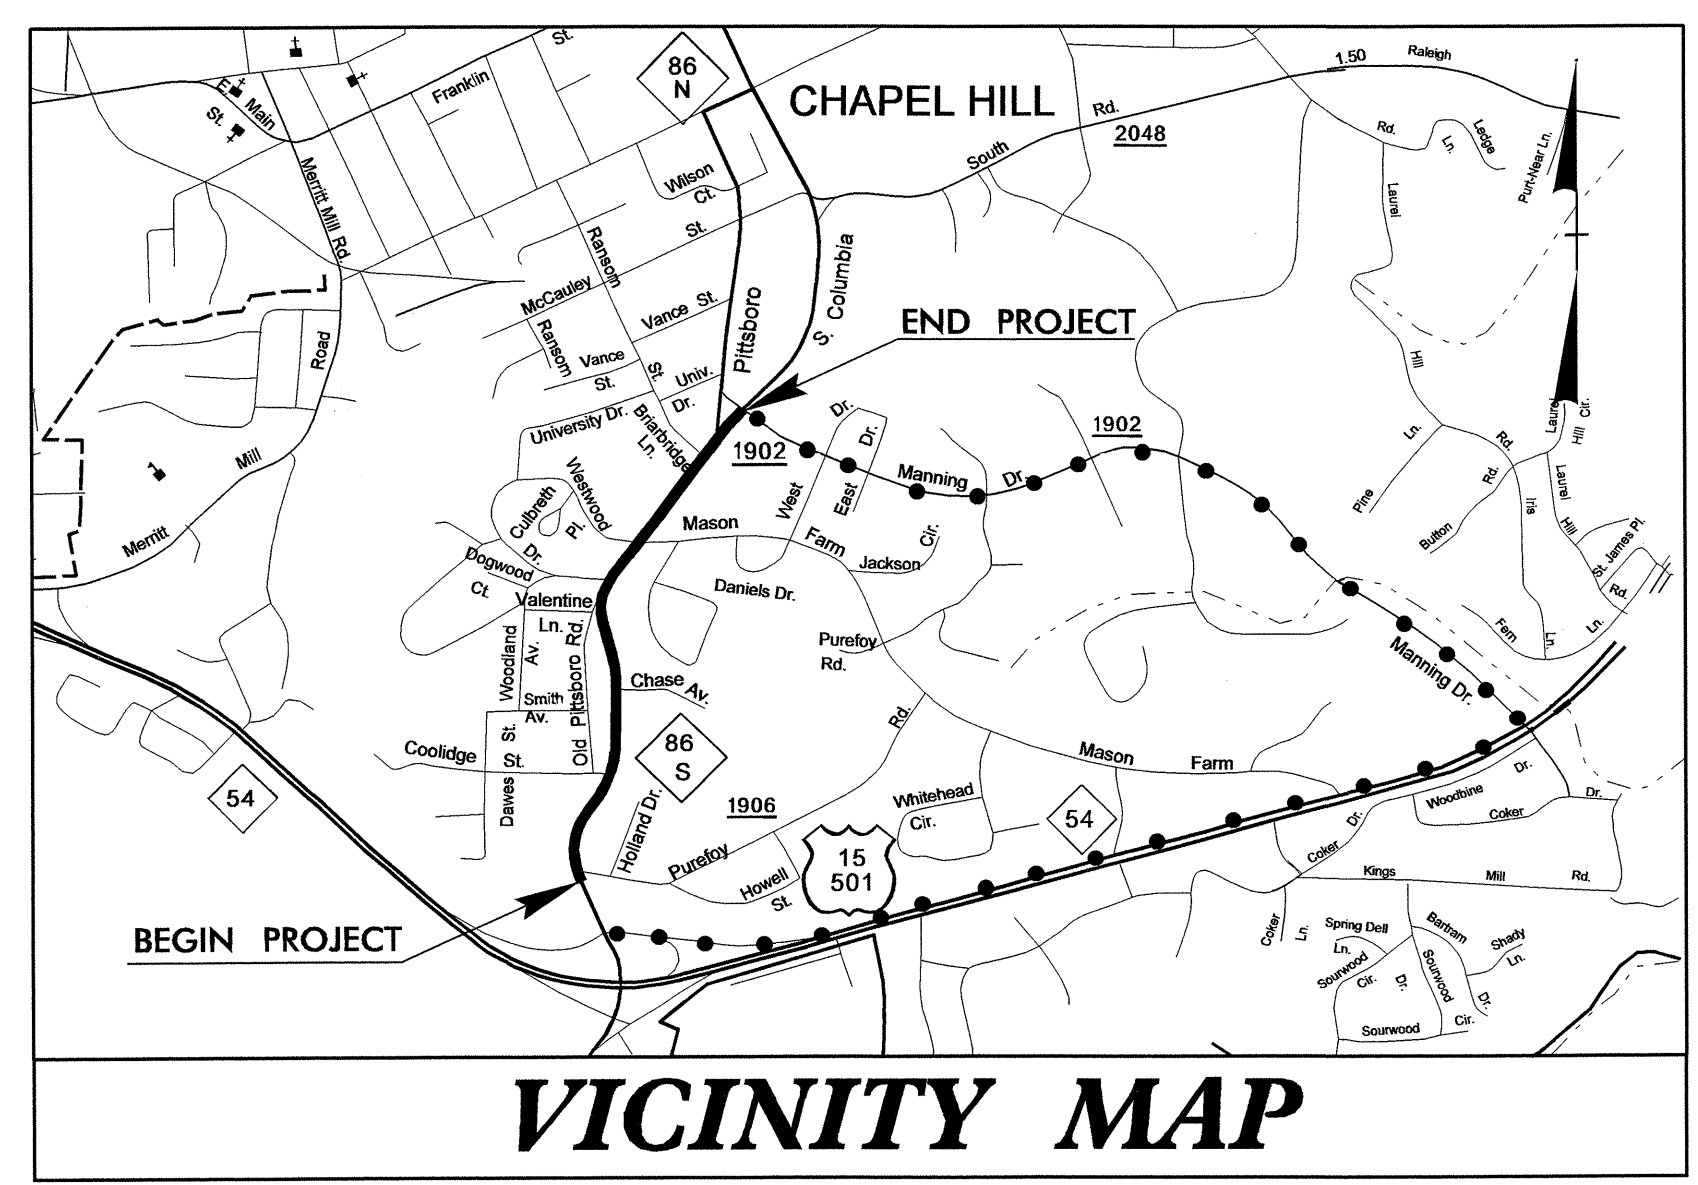 St.
86
N
CHAPEL HILL
1.50
Raleigh
Franklin
E. Main
St.
Rd.
2048
Rd.
Ln.
Ledge
Purt-Near Ln.
South
Merritt Mill Rd.
Wilson
Ct.
Laurel
St.
Ransom
S. Columbia
McCauley
Vance St.
Pittsboro
END PROJECT
Road
Ransom
Vance
St.
St.
Univ.
Dr.
Hill
University Dr.
Briarbridge
Ln.
Dr.
Dr.
1902
1902
Laurel
Hill Cir.
Ln.
Rd.
Mill
Westwood
Manning Dr.
Rd.
Laurel
Culbreth
Dr.
Pl.
West
East
Pine
Iris
Hill
Mason
Farm
Cir.
Button
St. James Pl.
Merritt
Dogwood
Ct.
Jackson
Daniels Dr.
Rd.
Valentine
Ln.
Purefoy
Rd.
Fern
Ln.
Ln.
Woodland
Av.
Old Pittsboro Rd.
Manning Dr.
Chase Av.
Smith
Av.
Rd.
Coolidge
St.
St.
Dawes
86
S
Mason
Farm
54
Holland Dr.
1906
Whitehead
Cir.
54
Dr.
Woodbine
Dr.
Coker
Dr.
Coker
Purefoy
15
501
Howell
St.
Kings
Mill
Rd.
BEGIN PROJECT
Coker
Ln.
Spring Dell
Ln.
Bartram
Shady
Ln.
Sourwood
Cir.
Dr.
Sourwood
Dr.
Sourwood
Cir.
VICINITY MAP